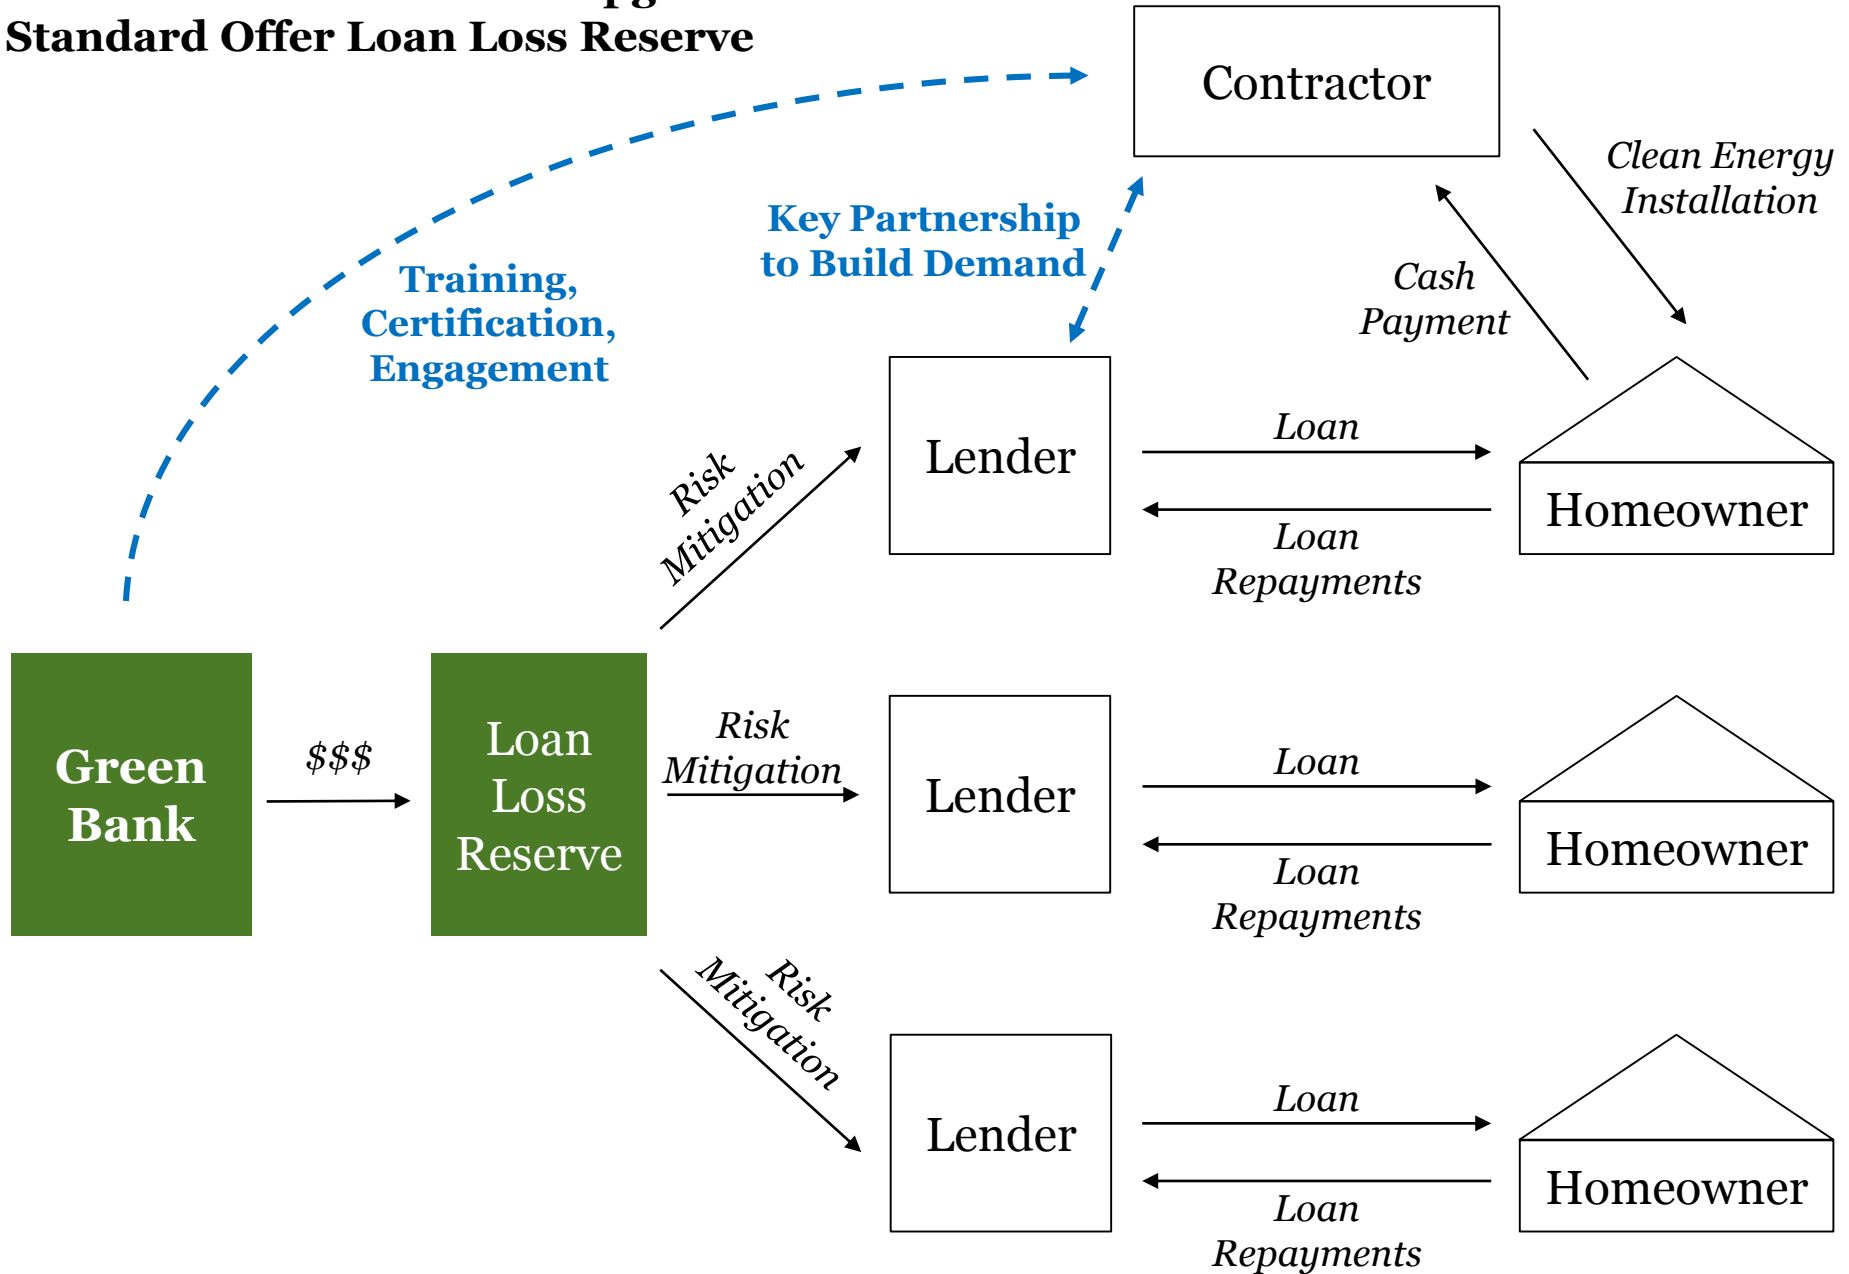 Standard Offer Loan Loss Reserve
Contractor
Clean Energy
Installation
Key Partnership
to Build Demand
Cash
Payment
Training,
Certification,
Engagement
Risk
Mitigation
Lender
Loan
Loan
Repayments
Homeowner
Green
Bank
$$$
Loan
Loss
Reserve
Risk
Mitigation
Lender
Loan
Loan
Repayments
Homeowner
Risk
Mitigation
Lender
Loan
Loan
Repayments
Homeowner